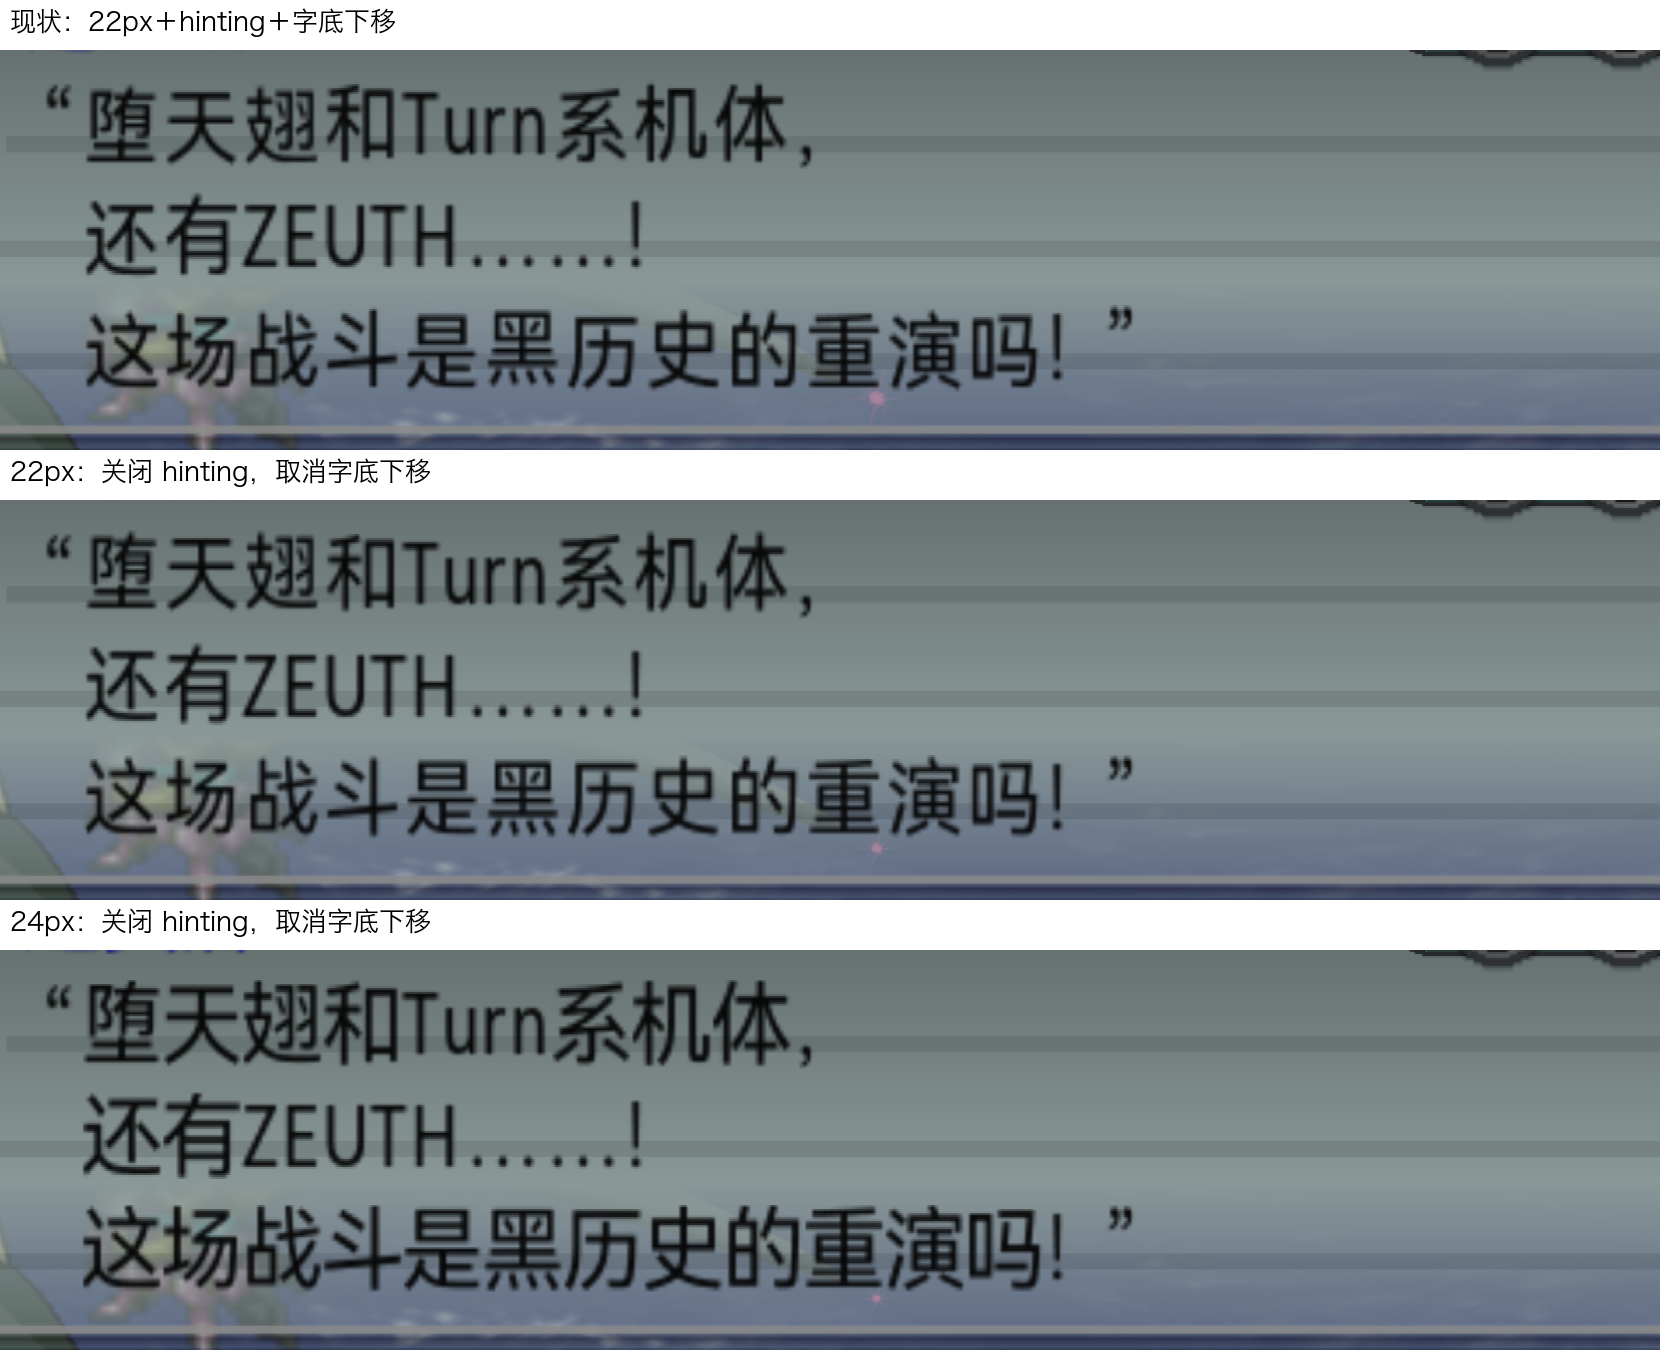 现状：22px＋hinting＋字底下移
“堕天翅和Turn系机体,
还有ZEUTH……!
这场战斗是黑历史的重演吗! ”
22px：关闭 hinting，取消字底下移
“堕天翅和Turn系机体,
还有ZEUTH……!
这场战斗是黑历史的重演吗! ”
24px：关闭 hinting，取消字底下移
“堕天翅和Turn系机体,
还有ZEUTH……!
这场战斗是黑历史的重演吗! ”